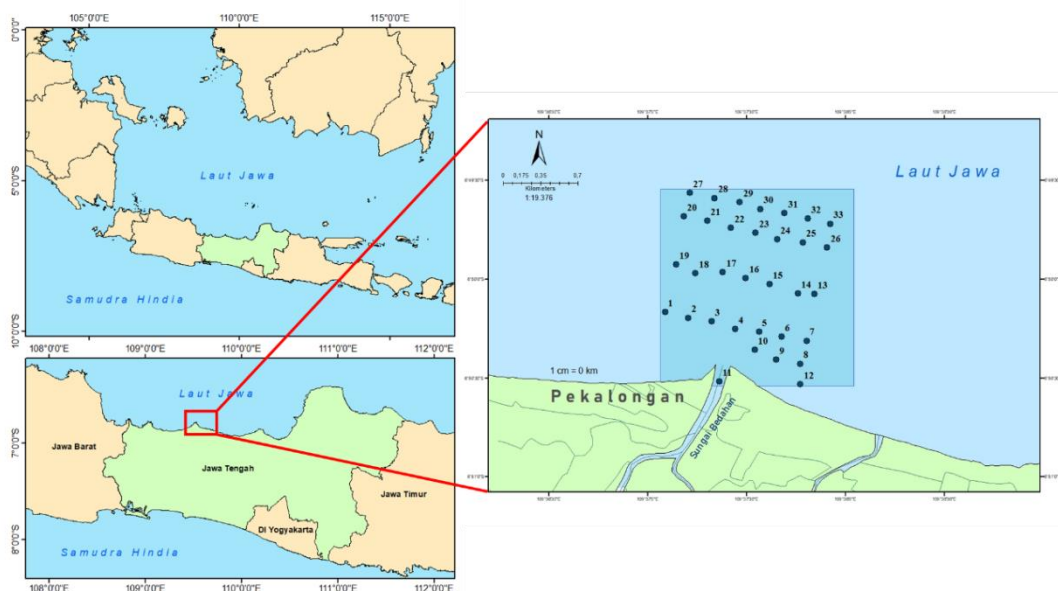 105°0'0"E 110°0'0"E 115°0'0"E
0°0'0"
5°0'0"S
10°0'0"S
Laut Jawa
Samudra Hindia
108°0'0"E 109°0'0"E 110°0'0"E 111°0'0"E 112°0'0"E
7°0'0"S
8°0'0"S
Laut Jawa
Jawa Barat
Jawa Tengah
Jawa Timur
DI Yogyakarta
Samudra Hindia
108°0'0"E 109°0'0"E 110°0'0"E 111°0'0"E 112°0'0"E
N
0 0,175 0,35 0,7
Kilometers
1:19.376
Laut Jawa
27 28 29 30 31 32 33
20 21 22 23 24 25 26
19 18 17 16 15 14 13
1 2 3 4 5 6 7
10 9 8
11 12
1 cm = 0 km
Pekalongan
Sungai Bedahan